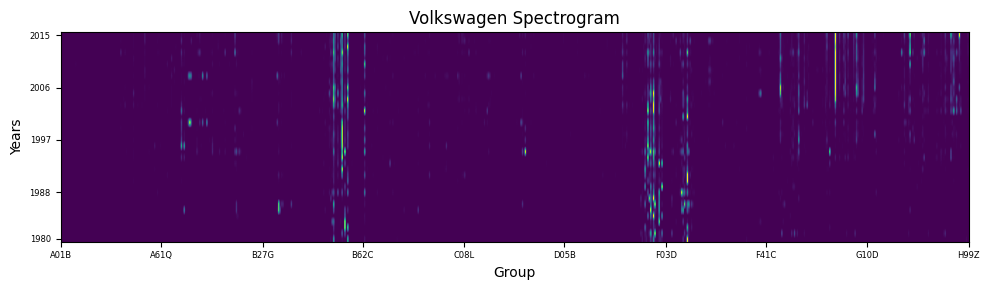 Volkswagen Spectrogram
Years
2015
2006
1997
1988
1980
A01B A61Q B27G B62C C08L D05B F03D F41C G10D H99Z
Group